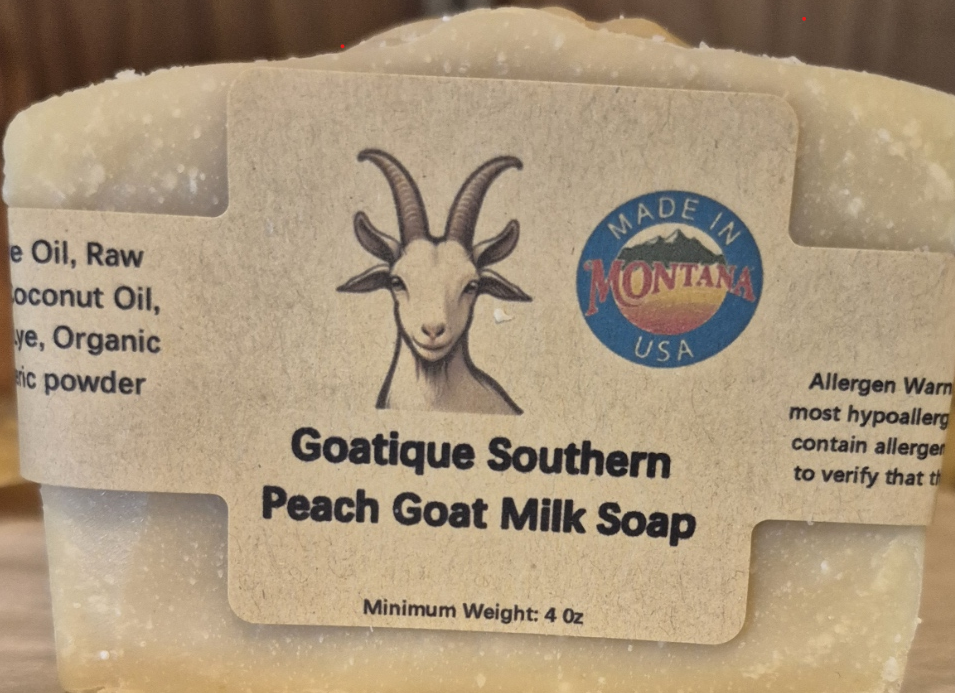 e Oil, Raw
oconut Oil,
ye, Organic
ric powder
MADE IN
MONTANA
USA
Goatique Southern
Peach Goat Milk Soap
Minimum Weight: 4 Oz
Allergen Warn
most hypoallerg
contain allergen
to verify that th